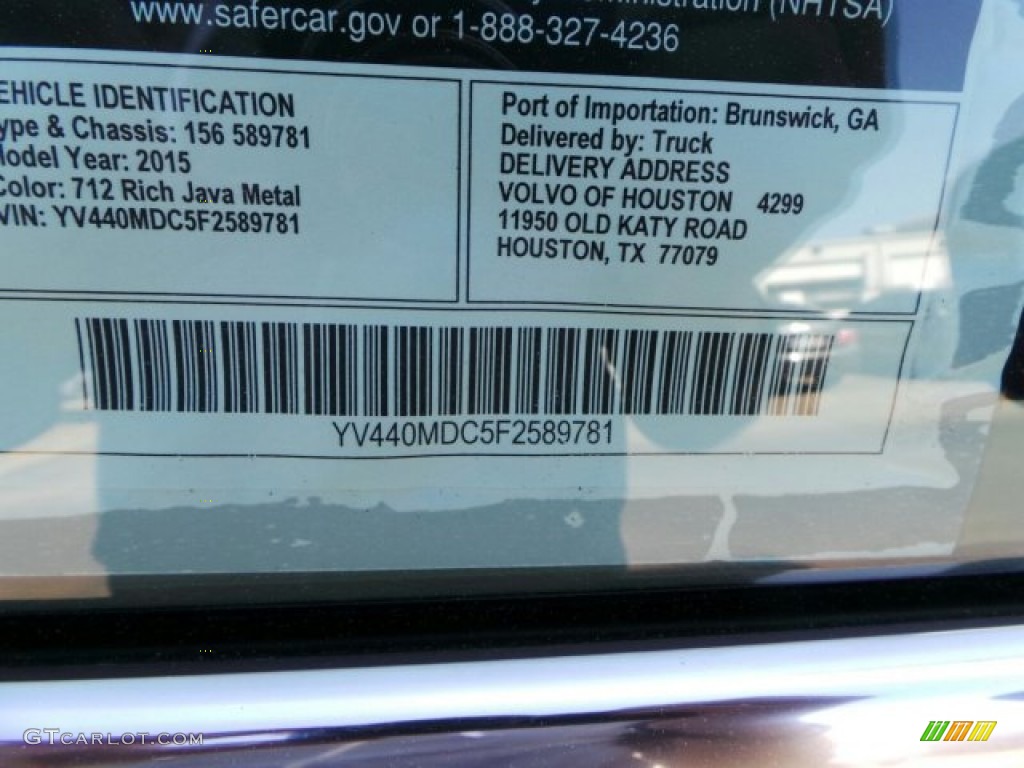 ministration (NHTSA)
www.safercar.gov or 1-888-327-4236
EHICLE IDENTIFICATION
ype & Chassis: 156 589781
Model Year: 2015
Color: 712 Rich Java Metal
VIN: YV440MDC5F2589781
Port of Importation: Brunswick, GA
Delivered by: Truck
DELIVERY ADDRESS
VOLVO OF HOUSTON 4299
11950 OLD KATY ROAD
HOUSTON, TX 77079
YV440MDC5F2589781
GTCARLOT.COM